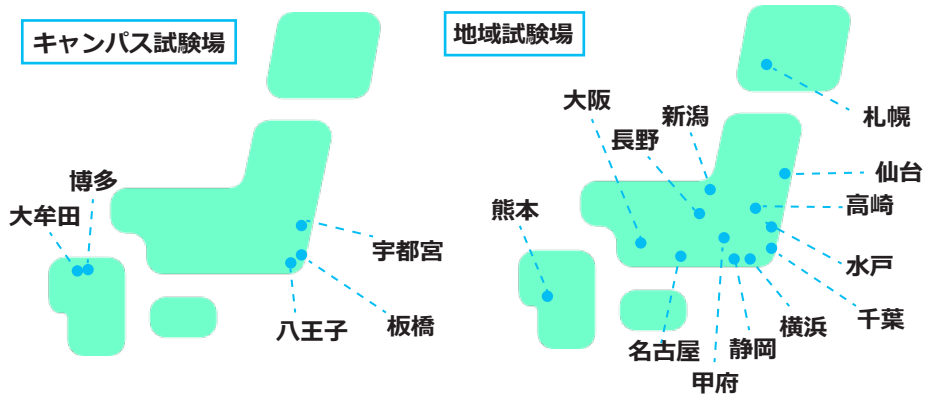 キャンパス試験場
博多
大牟田
宇都宮
八王子
板橋
地域試験場
大阪
新潟
札幌
長野
仙台
熊本
高崎
水戸
千葉
横浜
静岡
名古屋
甲府